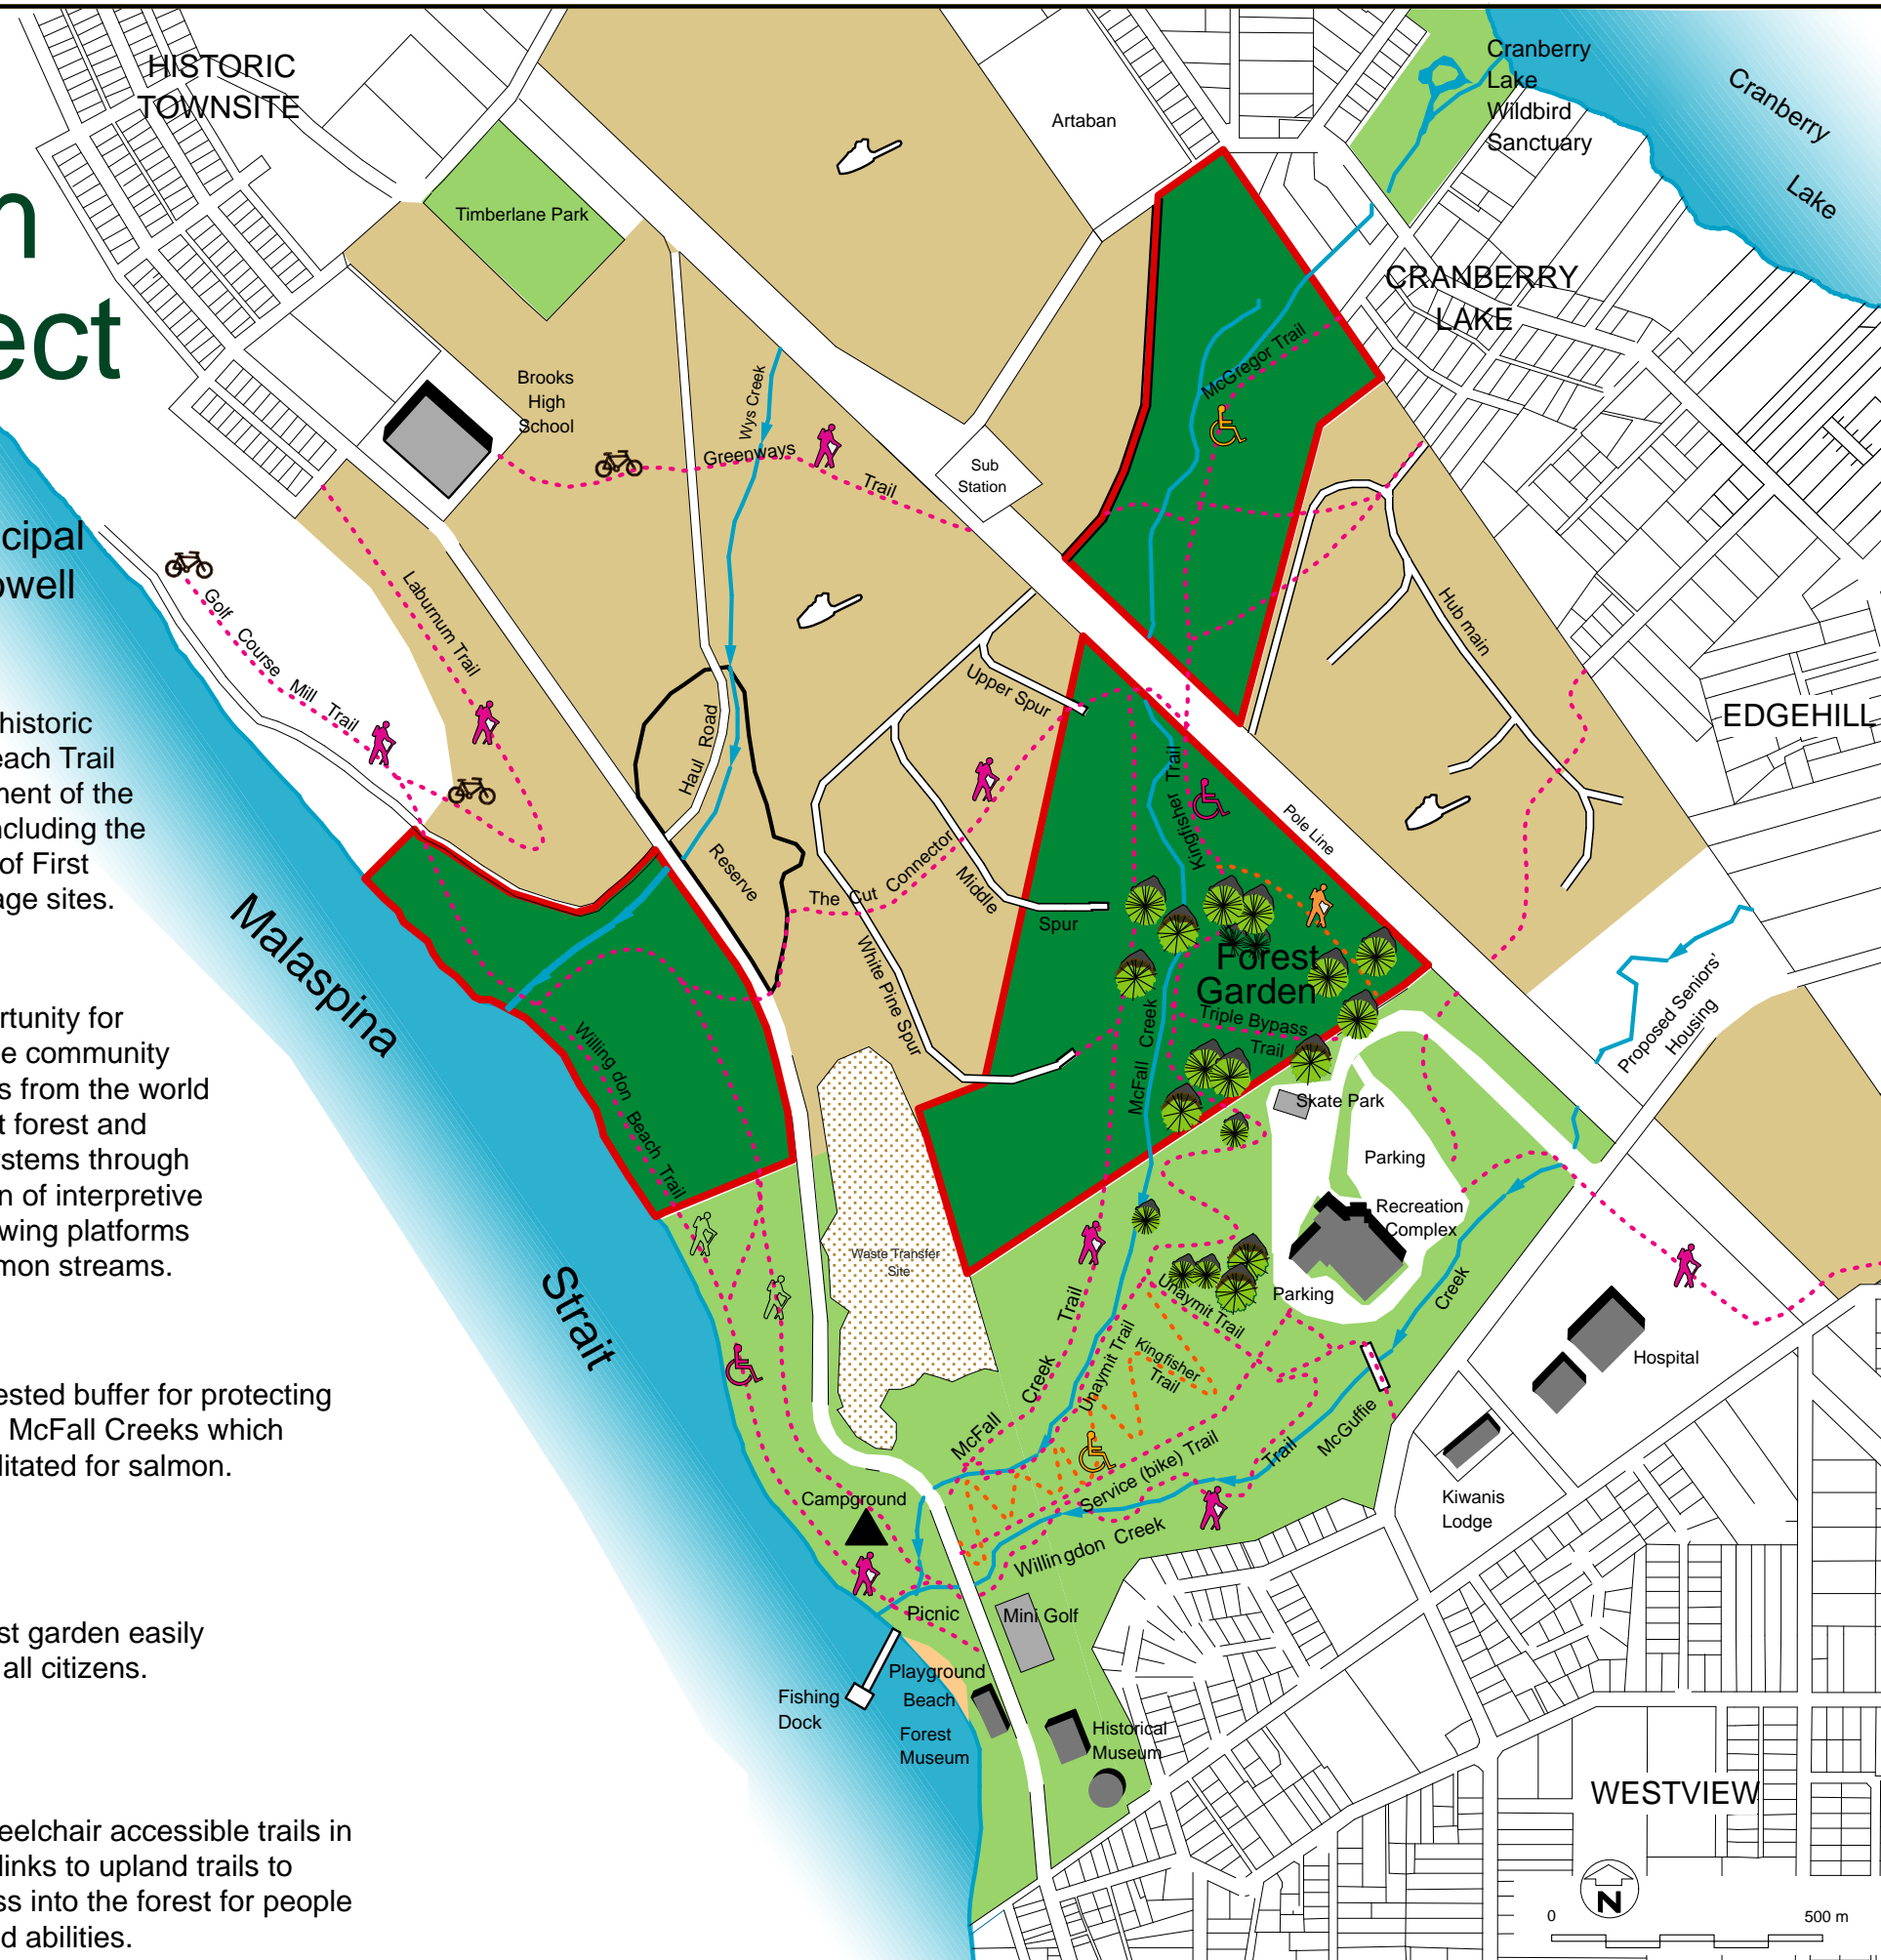 HISTORIC
TOWNSITE
Artaban
Cranberry
Lake
Wildbird
Sanctuary
Cranberry
Lake
Timberlane Park
CRANBERRY
LAKE
McGregor Trail
ect
Brooks
High
School
Wys Creek
Greenways
Trail
Sub
Station
cipal
owell
Golf Course Mill Trail
Laburnum Trail
Hub main
Upper Spur
EDGEHILL
historic
each Trail
ment of the
ncluding the
of First
age sites.
Haul Road
Reserve
The Cut Connector
Middle
Spur
White Pine Spur
Kingfisher Trail
Pole Line
Forest
Garden
Triple Bypass
Trail
McFall Creek
Proposed Seniors'
Housing
Malaspina
Strait
rtunity for
e community
s from the world
t forest and
ystems through
n of interpretive
wing platforms
mon streams.
Willing don Beach Trail
Waste Transfer
Site
Skate Park
Parking
Recreation
Complex
Parking
Creek
Hospital
Unaymit Trail
Kingfisher
Trail
Unaymit Trail
McFall Creek Trail
ested buffer for protecting
McFall Creeks which
litated for salmon.
Service (bike) Trail
Trail
McGuffie
Willingdon Creek
Kiwanis
Lodge
Campground
Picnic
Mini Golf
st garden easily
all citizens.
Playground
Beach
Fishing
Dock
Forest
Museum
Historical
Museum
WESTVIEW
eelchair accessible trails in
links to upland trails to
ss into the forest for people
d abilities.
N
0 500 m